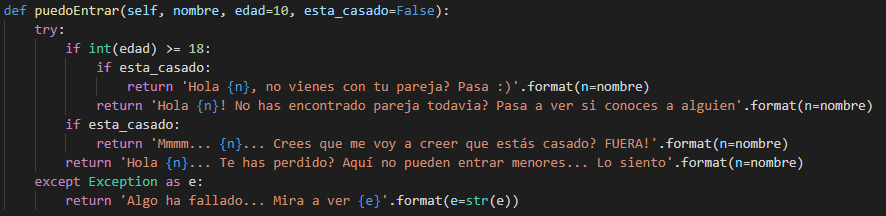 def puedoEntrar(self, nombre, edad=10, esta_casado=False):
    try:
        if int(edad) >= 18:
            if esta_casado:
                return 'Hola {n}, no vienes con tu pareja? Pasa :)'.format(n=nombre)
            return 'Hola {n}! No has encontrado pareja todavia? Pasa a ver si conoces a alguien'.format(n=nombre)
        if esta_casado:
            return 'Mmmm... {n}... Crees que me voy a creer que estás casado? FUERA!'.format(n=nombre)
        return 'Hola {n}... Te has perdido? Aquí no pueden entrar menores... Lo siento'.format(n=nombre)
    except Exception as e:
        return 'Algo ha fallado... Mira a ver {e}'.format(e=str(e))